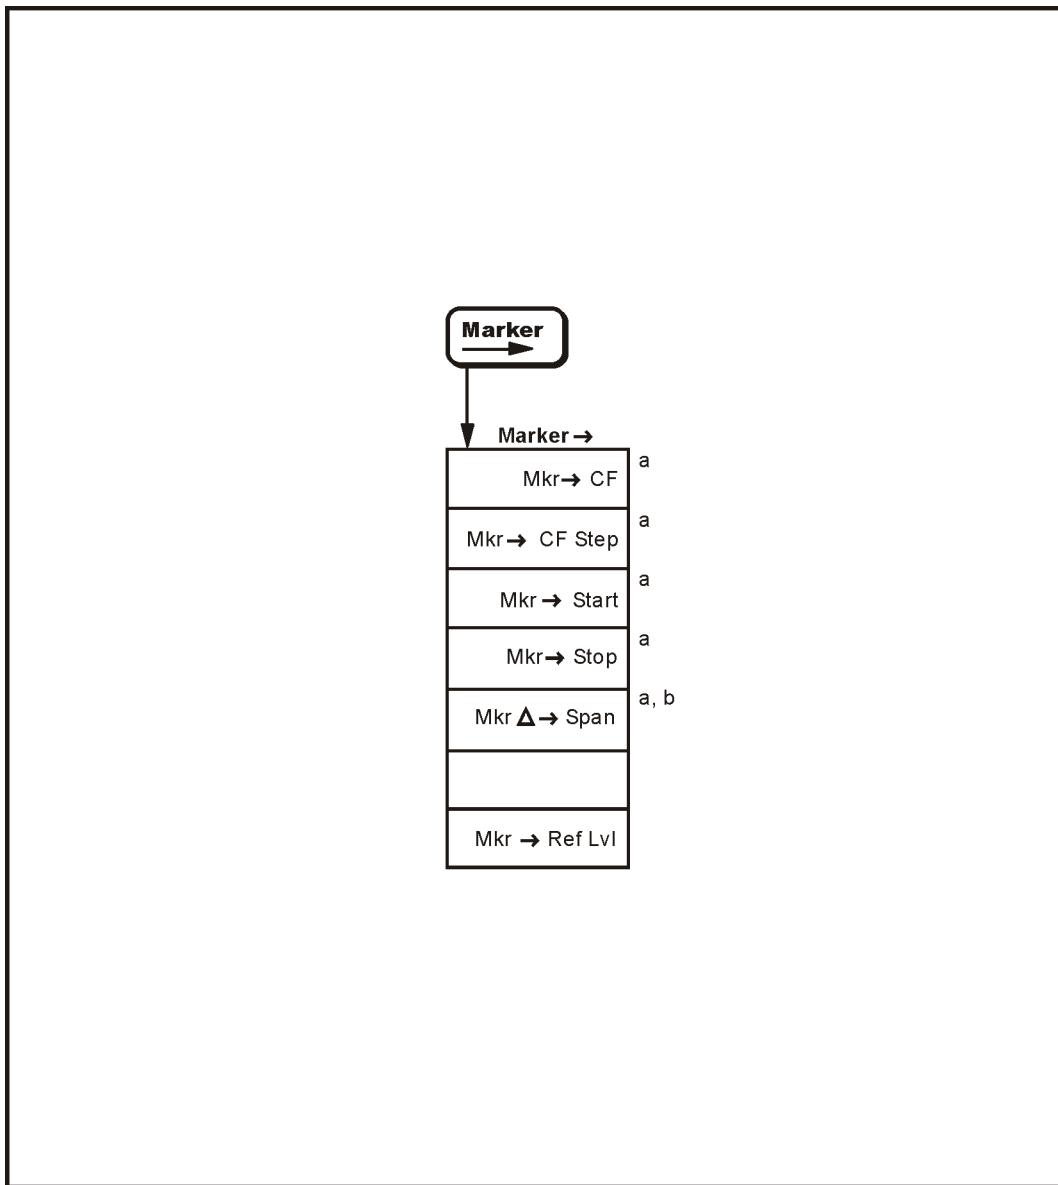 Marker
Marker →
Mkr → CF a
Mkr → CF Step a
Mkr → Start a
Mkr → Stop a
Mkr Δ → Span a, b
Mkr → Ref Lvl